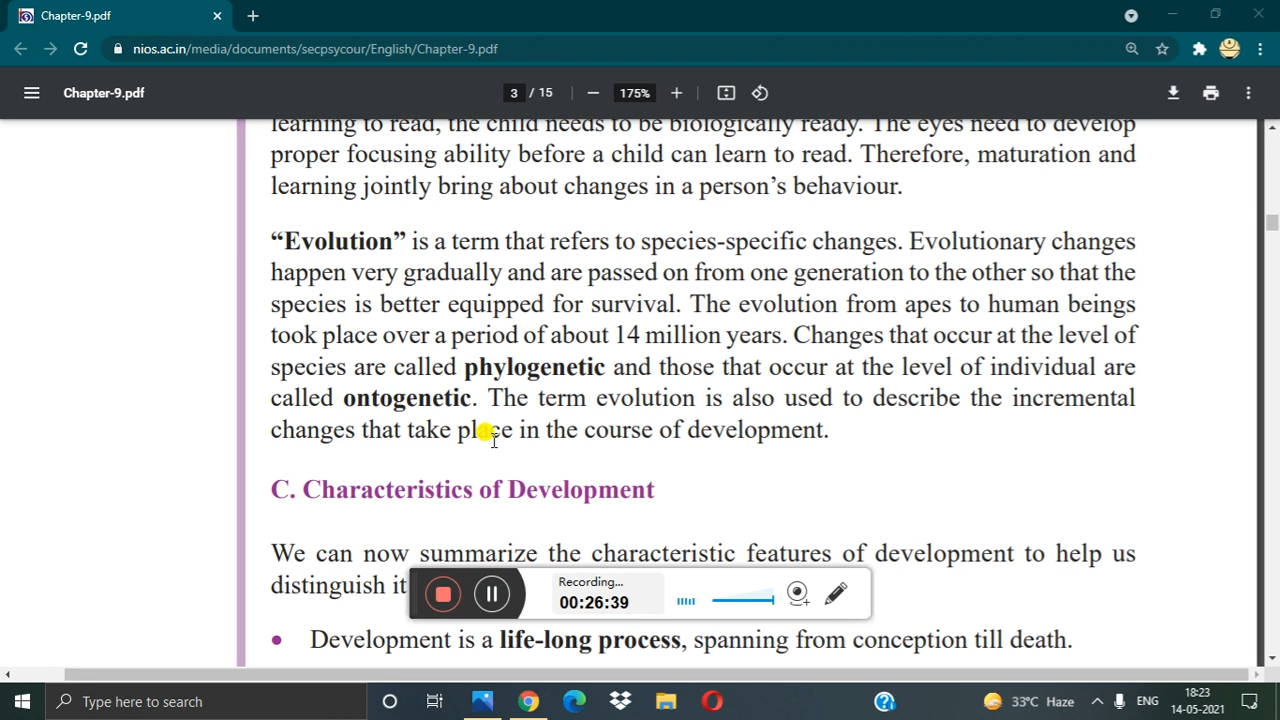 Chapter-9.pdf
nios.ac.in/media/documents/secpsycour/English/Chapter-9.pdf
Chapter-9.pdf
3 / 15
175%
learning to read, the child needs to be biologically ready. The eyes need to develop
proper focusing ability before a child can learn to read. Therefore, maturation and
learning jointly bring about changes in a person’s behaviour.
“Evolution” is a term that refers to species-specific changes. Evolutionary changes
happen very gradually and are passed on from one generation to the other so that the
species is better equipped for survival. The evolution from apes to human beings
took place over a period of about 14 million years. Changes that occur at the level of
species are called phylogenetic and those that occur at the level of individual are
called ontogenetic. The term evolution is also used to describe the incremental
changes that take place in the course of development.
C. Characteristics of Development
We can now summarize the characteristic features of development to help us
distinguish it
Recording...
00:26:39
• Development is a life-long process, spanning from conception till death.
Type here to search
33°C Haze
ENG
18:23
14-05-2021